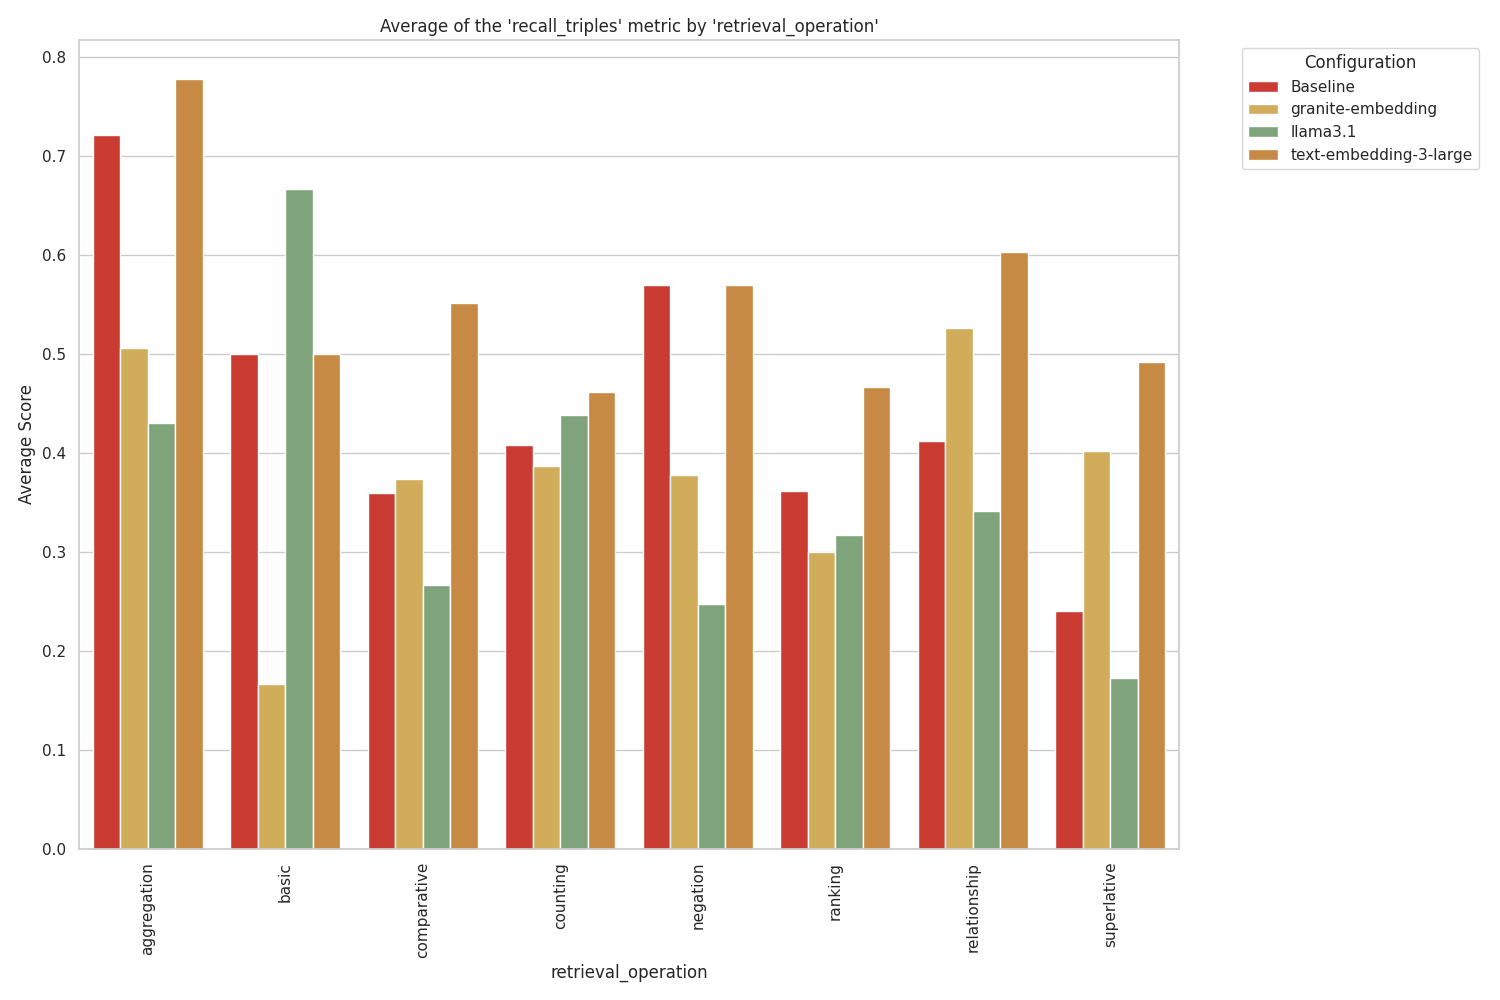 Average of the 'recall_triples' metric by 'retrieval_operation'
Configuration
Baseline
granite-embedding
llama3.1
text-embedding-3-large
Average Score
0.8
0.7
0.6
0.5
0.4
0.3
0.2
0.1
0.0
aggregation
basic
comparative
counting
negation
ranking
relationship
superlative
retrieval_operation